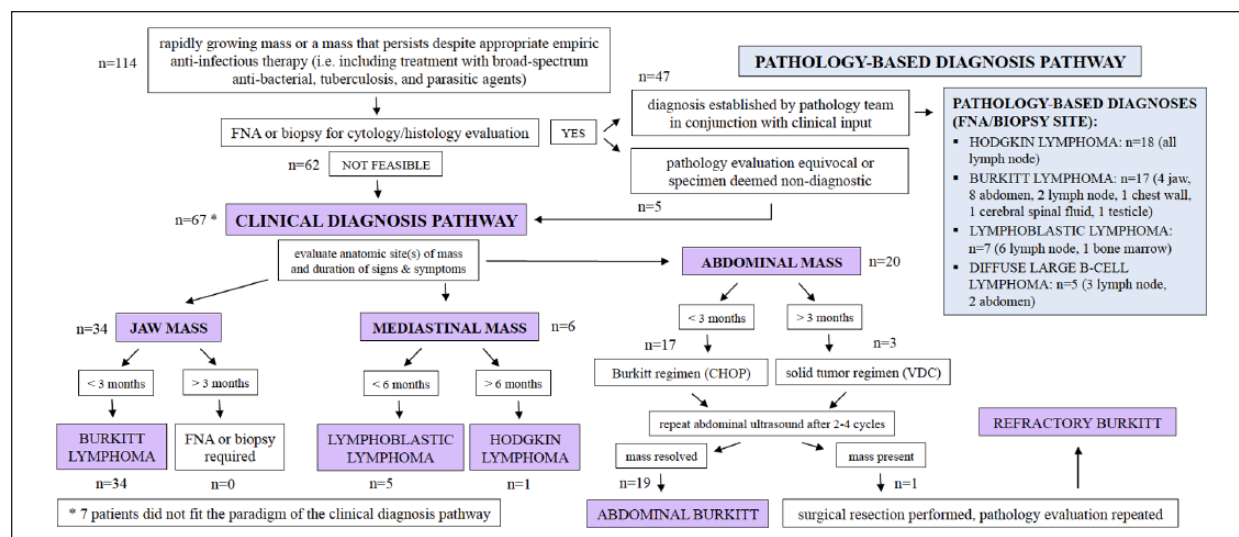 rapidly growing mass or a mass that persists despite appropriate empiric
anti-infectious therapy (i.e. including treatment with broad-spectrum
anti-bacterial, tuberculosis, and parasitic agents)
n=114
PATHOLOGY-BASED DIAGNOSIS PATHWAY
n=47
FNA or biopsy for cytology/histology evaluation
YES
diagnosis established by pathology team
in conjunction with clinical input
PATHOLOGY-BASED DIAGNOSES
(FNA/BIOPSY SITE):
▪ HODGKIN LYMPHOMA: n=18 (all
lymph node)
▪ BURKITT LYMPHOMA: n=17 (4 jaw,
8 abdomen, 2 lymph node, 1 chest wall,
1 cerebral spinal fluid, 1 testicle)
▪ LYMPHOBLASTIC LYMPHOMA:
n=7 (6 lymph node, 1 bone marrow)
▪ DIFFUSE LARGE B-CELL
LYMPHOMA: n=5 (3 lymph node,
2 abdomen)
n=62
NOT FEASIBLE
pathology evaluation equivocal or
specimen deemed non-diagnostic
n=5
n=67 *
CLINICAL DIAGNOSIS PATHWAY
evaluate anatomic site(s) of mass
and duration of signs & symptoms
ABDOMINAL MASS
n=20
n=34
JAW MASS
MEDIASTINAL MASS
n=6
< 3 months
> 3 months
n=17
n=3
< 3 months
> 3 months
< 6 months
> 6 months
Burkitt regimen (CHOP)
solid tumor regimen (VDC)
BURKITT
LYMPHOMA
FNA or biopsy
required
LYMPHOBLASTIC
LYMPHOMA
HODGKIN
LYMPHOMA
repeat abdominal ultrasound after 2-4 cycles
REFRACTORY BURKITT
mass resolved
mass present
n=34
n=0
n=5
n=1
n=19
n=1
* 7 patients did not fit the paradigm of the clinical diagnosis pathway
ABDOMINAL BURKITT
surgical resection performed, pathology evaluation repeated